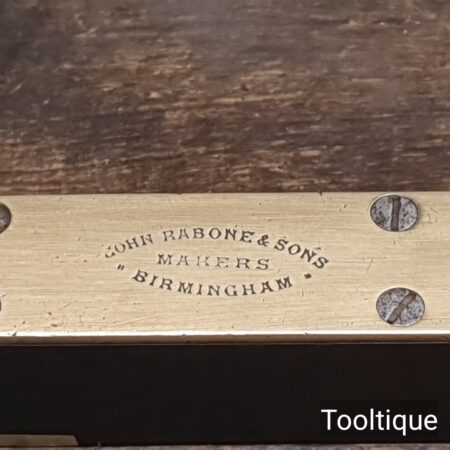 JOHN RABONE & SONS
MAKERS
" BIRMINGHAM "
Tooltique